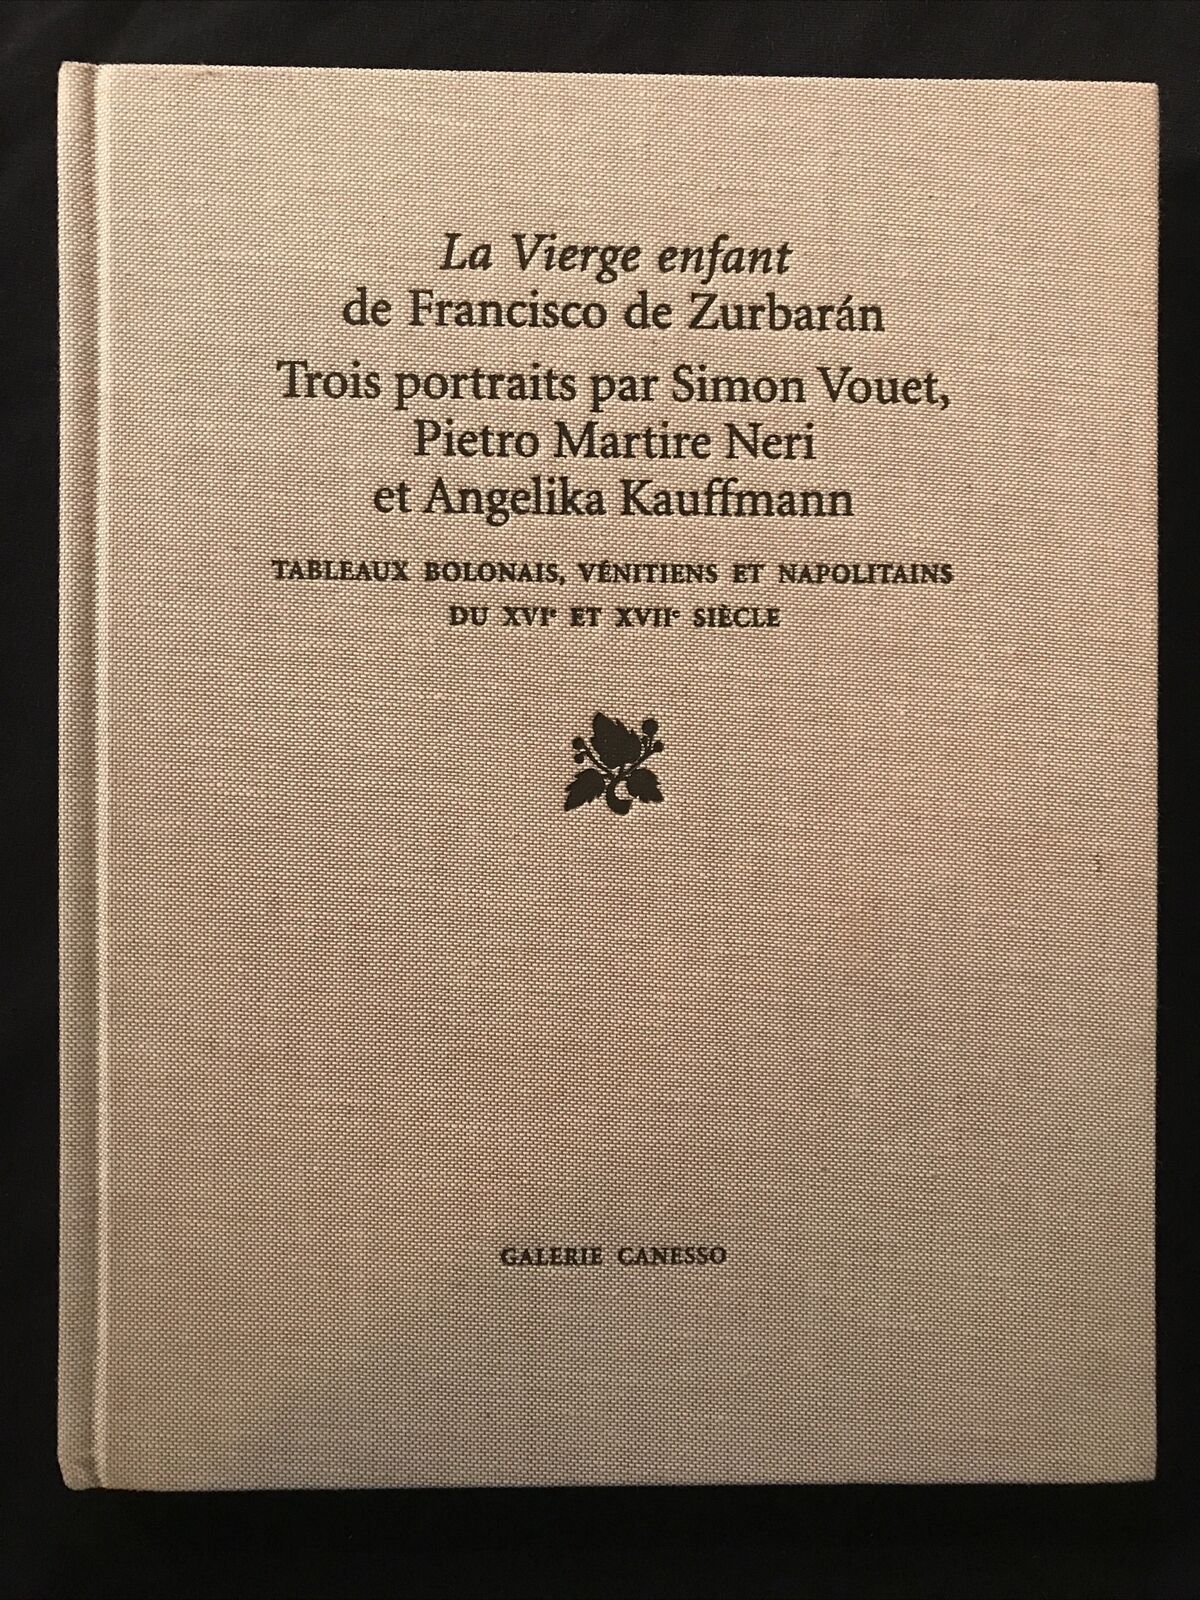 La Vierge enfant
de Francisco de Zurbarán
Trois portraits par Simon Vouet,
Pietro Martire Neri
et Angelika Kauffmann
TABLEAUX BOLONAIS, VÉNITIENS ET NAPOLITAINS
DU XVIe ET XVIIe SIÈCLE
GALERIE CANESSO